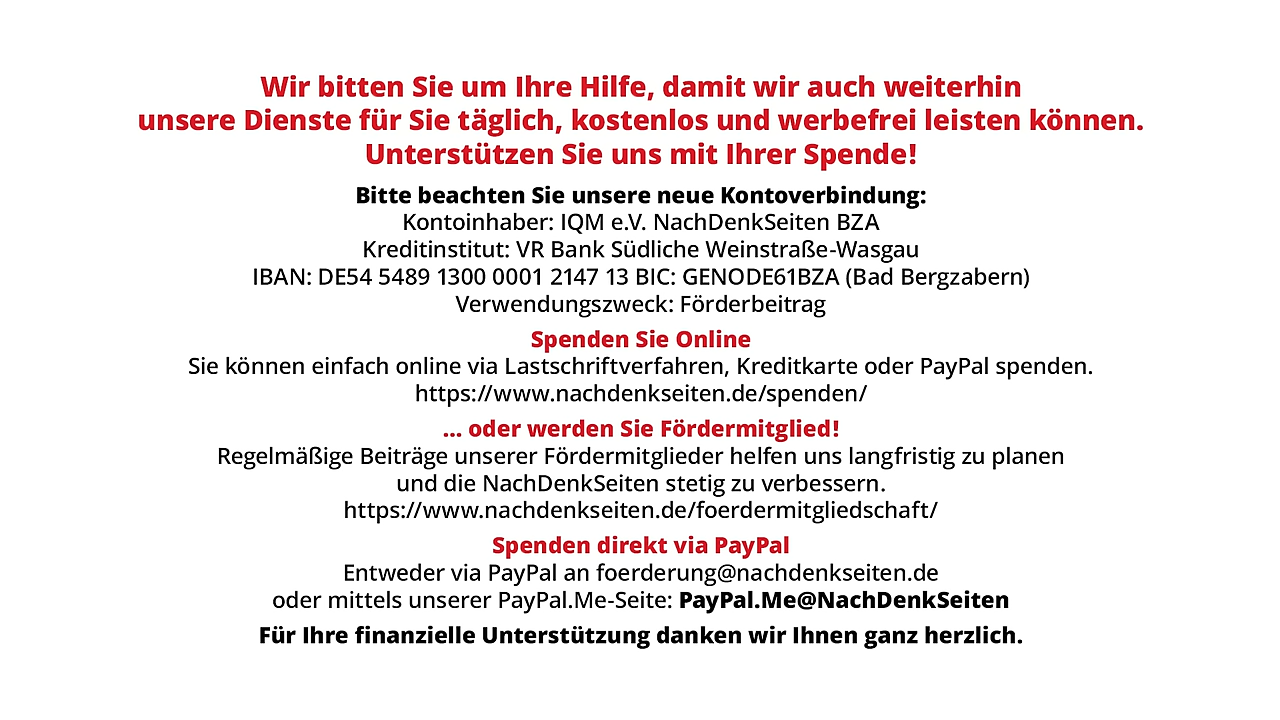 Wir bitten Sie um Ihre Hilfe, damit wir auch weiterhin
unsere Dienste für Sie täglich, kostenlos und werbefrei leisten können.
Unterstützen Sie uns mit Ihrer Spende!
Bitte beachten Sie unsere neue Kontoverbindung:
Kontoinhaber: IQM e.V. NachDenkSeiten BZA
Kreditinstitut: VR Bank Südliche Weinstraße-Wasgau
IBAN: DE54 5489 1300 0001 2147 13 BIC: GENODE61BZA (Bad Bergzabern)
Verwendungszweck: Förderbeitrag
Spenden Sie Online
Sie können einfach online via Lastschriftverfahren, Kreditkarte oder PayPal spenden.
https://www.nachdenkseiten.de/spenden/
... oder werden Sie Fördermitglied!
Regelmäßige Beiträge unserer Fördermitglieder helfen uns langfristig zu planen
und die NachDenkSeiten stetig zu verbessern.
https://www.nachdenkseiten.de/foerdermitgliedschaft/
Spenden direkt via PayPal
Entweder via PayPal an foerderung@nachdenkseiten.de
oder mittels unserer PayPal.Me-Seite: PayPal.Me@NachDenkSeiten
Für Ihre finanzielle Unterstützung danken wir Ihnen ganz herzlich.